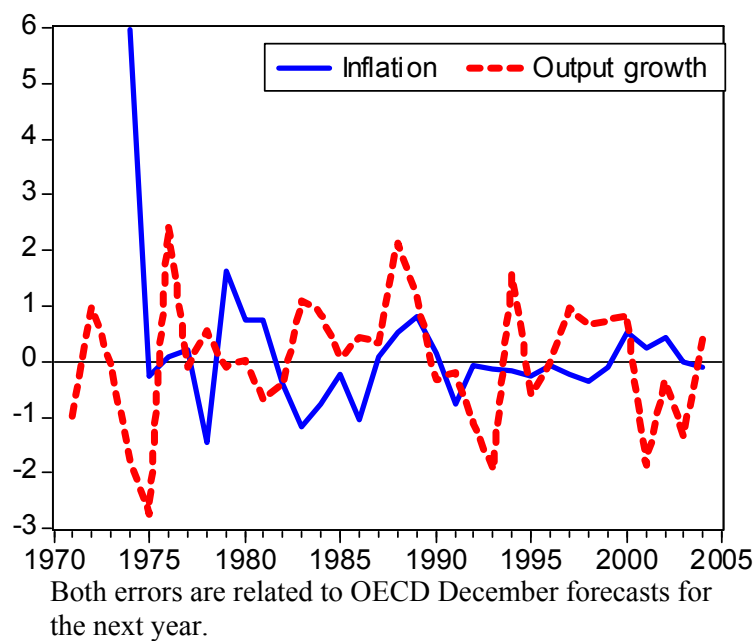 6
Inflation Output growth
5
4
3
2
1
0
-1
-2
-3
1970 1975 1980 1985 1990 1995 2000 2005
Both errors are related to OECD December forecasts for
the next year.